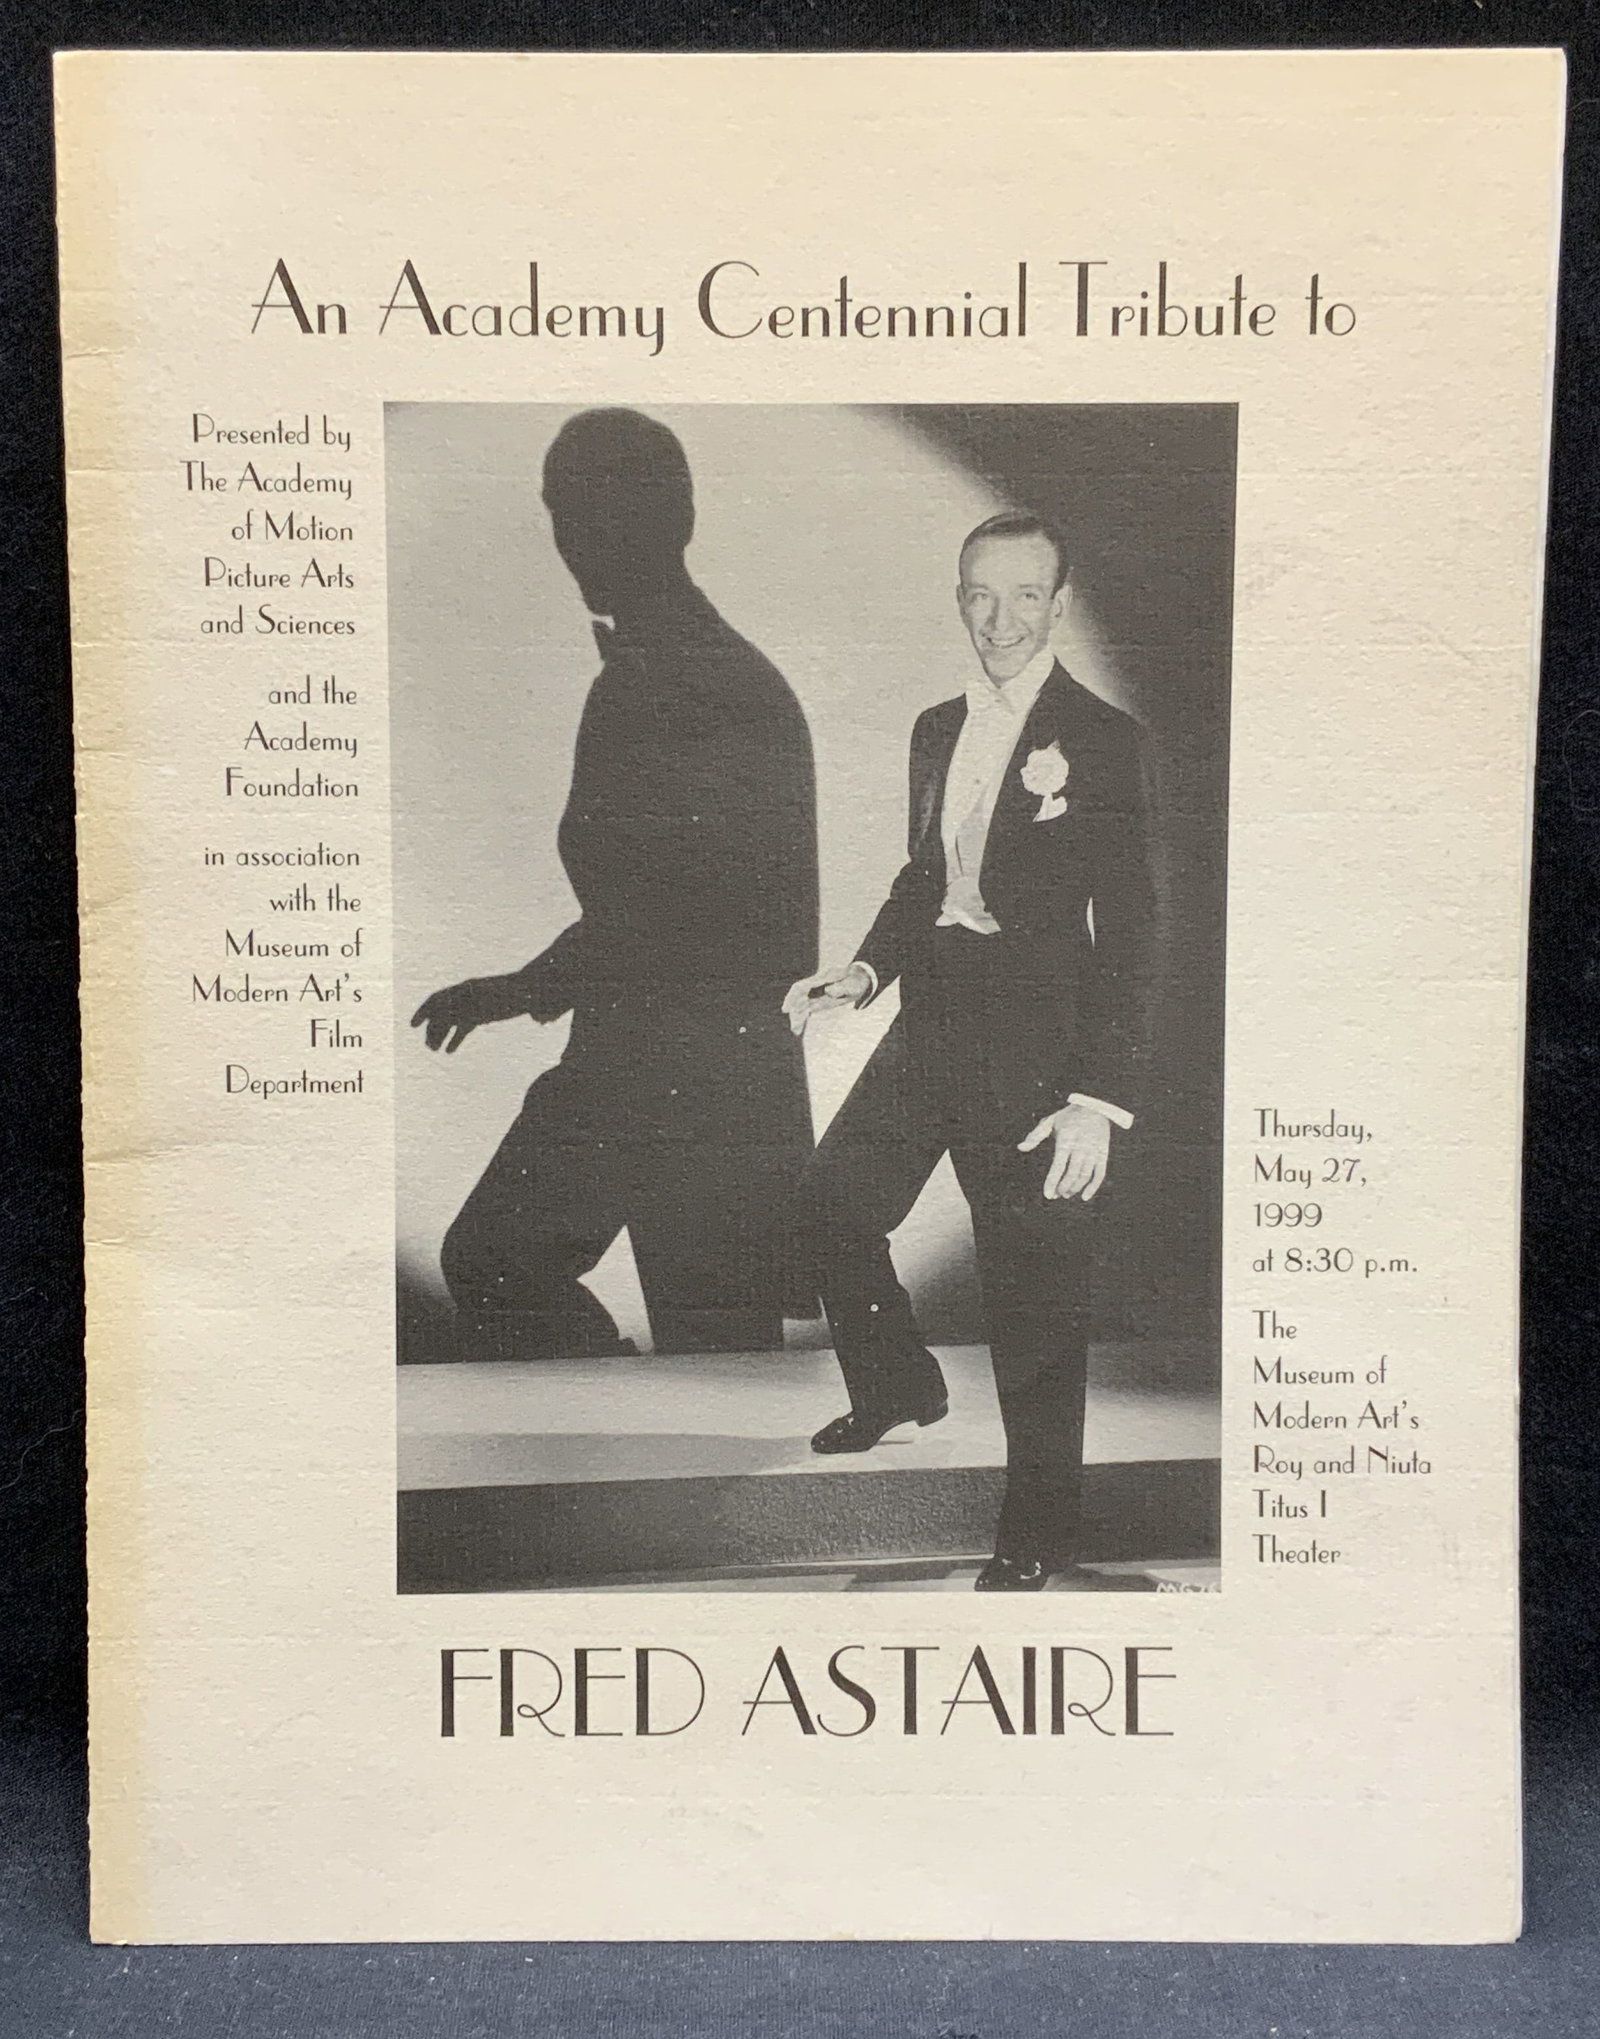 An Academy Centennial Tribute to
Presented by
The Academy
of Motion
Picture Arts
and Sciences
and the
Academy
Foundation
in association
with the
Museum of
Modern Art's
Film
Department
Thursday,
May 27,
1999
at 8:30 p.m.
The
Museum of
Modern Art's
Roy and Niuta
Titus I
Theater
FRED ASTAIRE